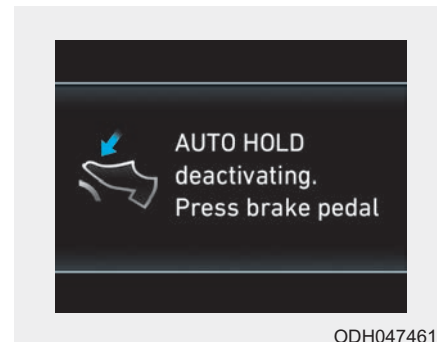 AUTO HOLD
deactivating.
Press brake pedal
ODH047461